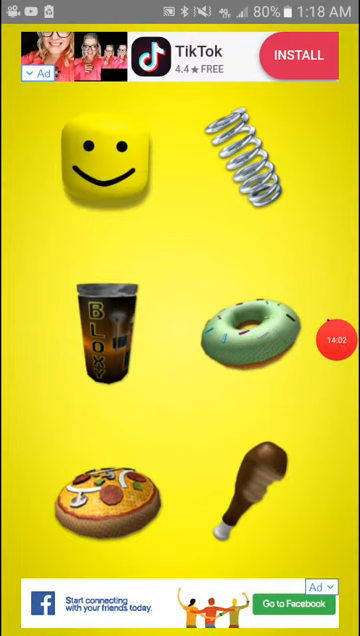 80% 1:18 AM
TikTok
4.4★FREE
INSTALL
Ad
BLOXY
14:02
Ad
Start connecting
with your friends today.
Go to Facebook